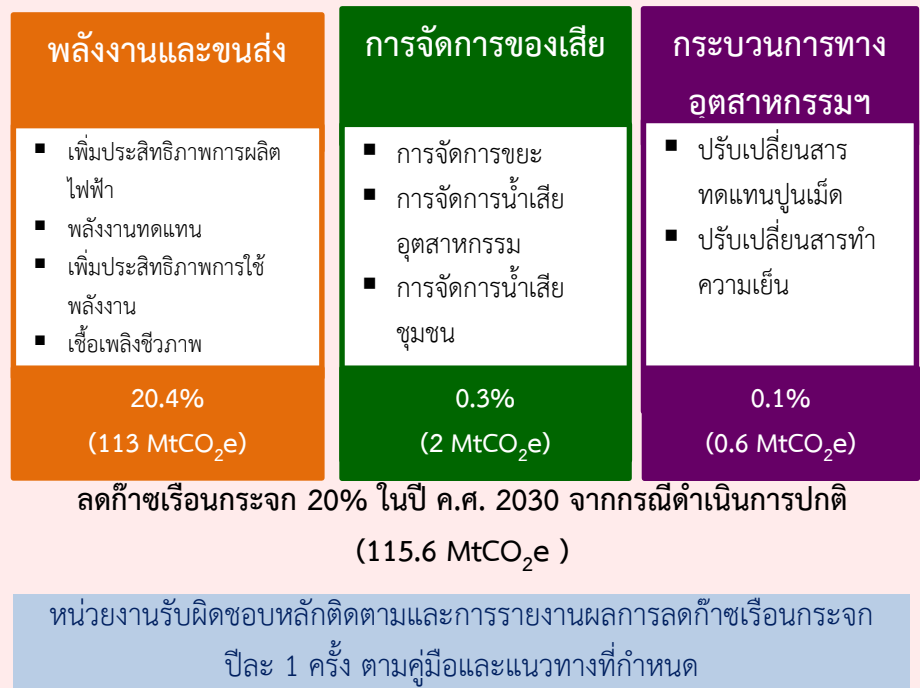 พลังงานและขนส่ง
■ เพิ่มประสิทธิภาพการผลิต
ไฟฟ้า
■ พลังงานทดแทน
■ เพิ่มประสิทธิภาพการใช้
พลังงาน
■ เชื้อเพลิงชีวภาพ
20.4%
(113 MtCO₂e)
การจัดการของเสีย
■ การจัดการขยะ
■ การจัดการน้ำเสีย
อุตสาหกรรม
■ การจัดการน้ำเสีย
ชุมชน
0.3%
(2 MtCO₂e)
กระบวนการทาง
อุตสาหกรรมฯ
■ ปรับเปลี่ยนสาร
ทดแทนปูนเม็ด
■ ปรับเปลี่ยนสารทำ
ความเย็น
0.1%
(0.6 MtCO₂e)
ลดก๊าซเรือนกระจก 20% ในปี ค.ศ. 2030 จากกรณีดำเนินการปกติ
(115.6 MtCO₂e )
หน่วยงานรับผิดชอบหลักติดตามและการรายงานผลการลดก๊าซเรือนกระจก
ปีละ 1 ครั้ง ตามคู่มือและแนวทางที่กำหนด